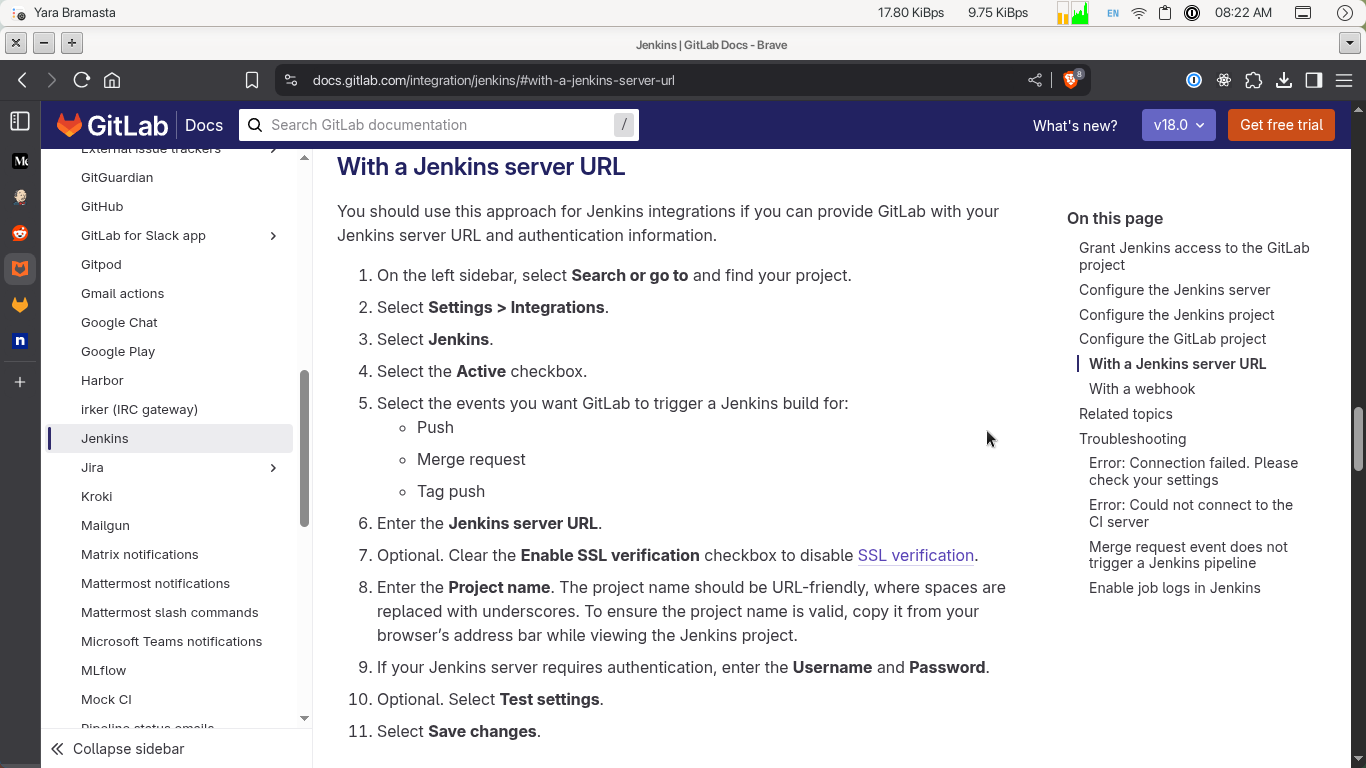 Yara Bramasta
17.80 KiBps
9.75 KiBps
EN
08:22 AM
Jenkins | GitLab Docs - Brave
docs.gitlab.com/integration/jenkins/#with-a-jenkins-server-url
8
GitLab
Docs
Search GitLab documentation
/
What's new?
v18.0
Get free trial
External issue trackers
GitGuardian
GitHub
GitLab for Slack app
Gitpod
Gmail actions
Google Chat
Google Play
Harbor
irker (IRC gateway)
Jenkins
Jira
Kroki
Mailgun
Matrix notifications
Mattermost notifications
Mattermost slash commands
Microsoft Teams notifications
MLflow
Mock CI
Pipeline status emails
Collapse sidebar
With a Jenkins server URL
You should use this approach for Jenkins integrations if you can provide GitLab with your
Jenkins server URL and authentication information.
1. On the left sidebar, select Search or go to and find your project.
2. Select Settings > Integrations.
3. Select Jenkins.
4. Select the Active checkbox.
5. Select the events you want GitLab to trigger a Jenkins build for:
Push
Merge request
Tag push
6. Enter the Jenkins server URL.
7. Optional. Clear the Enable SSL verification checkbox to disable SSL verification.
8. Enter the Project name. The project name should be URL-friendly, where spaces are
replaced with underscores. To ensure the project name is valid, copy it from your
browser’s address bar while viewing the Jenkins project.
9. If your Jenkins server requires authentication, enter the Username and Password.
10. Optional. Select Test settings.
11. Select Save changes.
On this page
Grant Jenkins access to the GitLab
project
Configure the Jenkins server
Configure the Jenkins project
Configure the GitLab project
With a Jenkins server URL
With a webhook
Related topics
Troubleshooting
Error: Connection failed. Please
check your settings
Error: Could not connect to the
CI server
Merge request event does not
trigger a Jenkins pipeline
Enable job logs in Jenkins